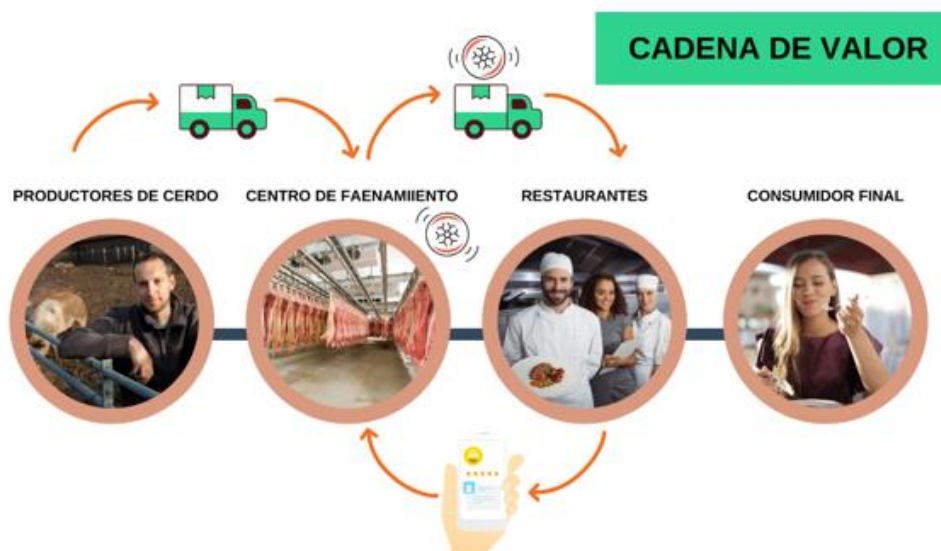 CADENA DE VALOR
PRODUCTORES DE CERDO
CENTRO DE FAENAMIIENTO
RESTAURANTES
CONSUMIDOR FINAL